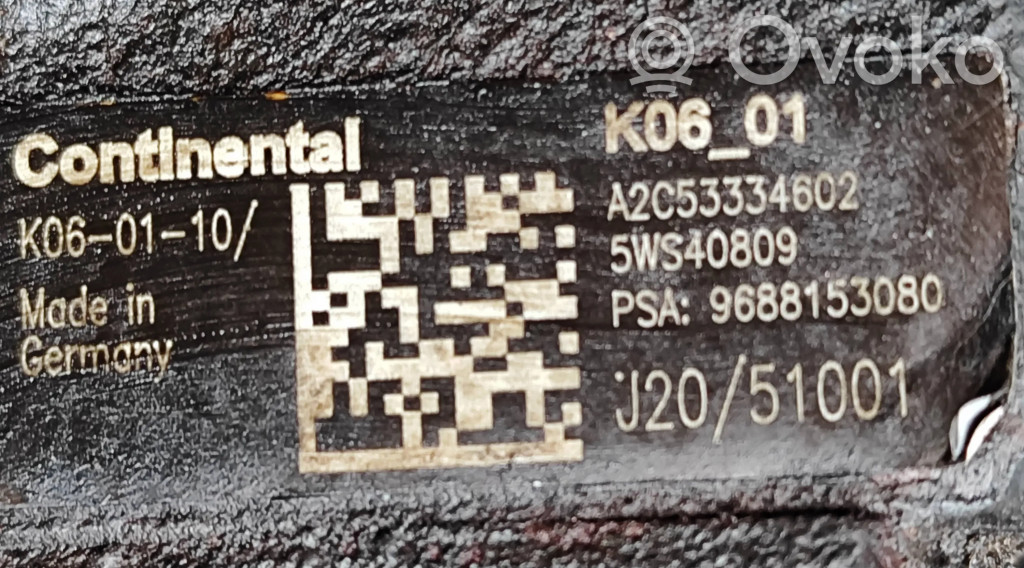 Ovoko
Continental
K06-01-10/
Made in
Germany
K06_01
A2C53334602
5WS40809
PSA: 9688153080
J20/51001